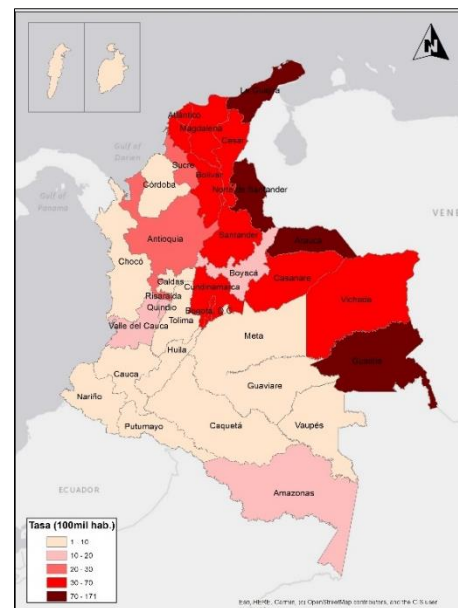 N
La Guajira
Atlántico
Magdalena
Cesar
Gulf of
Darien
Sucre
Bolívar
Norte de Santander
Gulf of
Panamá
Córdoba
VENE
Antioquia
Santander
Arauca
Chocó
Boyacá
Caldas
Casanare
Risaralda
Cundinamarca
Vichada
Quindio
Bogotá, D.C.
Valle del Cauca
Tolima
Meta
Guainía
Huila
Cauca
Guaviare
Nariño
Caquetá
Vaupés
Putumayo
Amazonas
ECUADOR
Tasa (100mil hab.)
1 - 10
10 - 20
20 - 30
30 - 70
70 - 171
Esri, HERE, Garmin, (c) OpenStreetMap contributors, and the GIS user